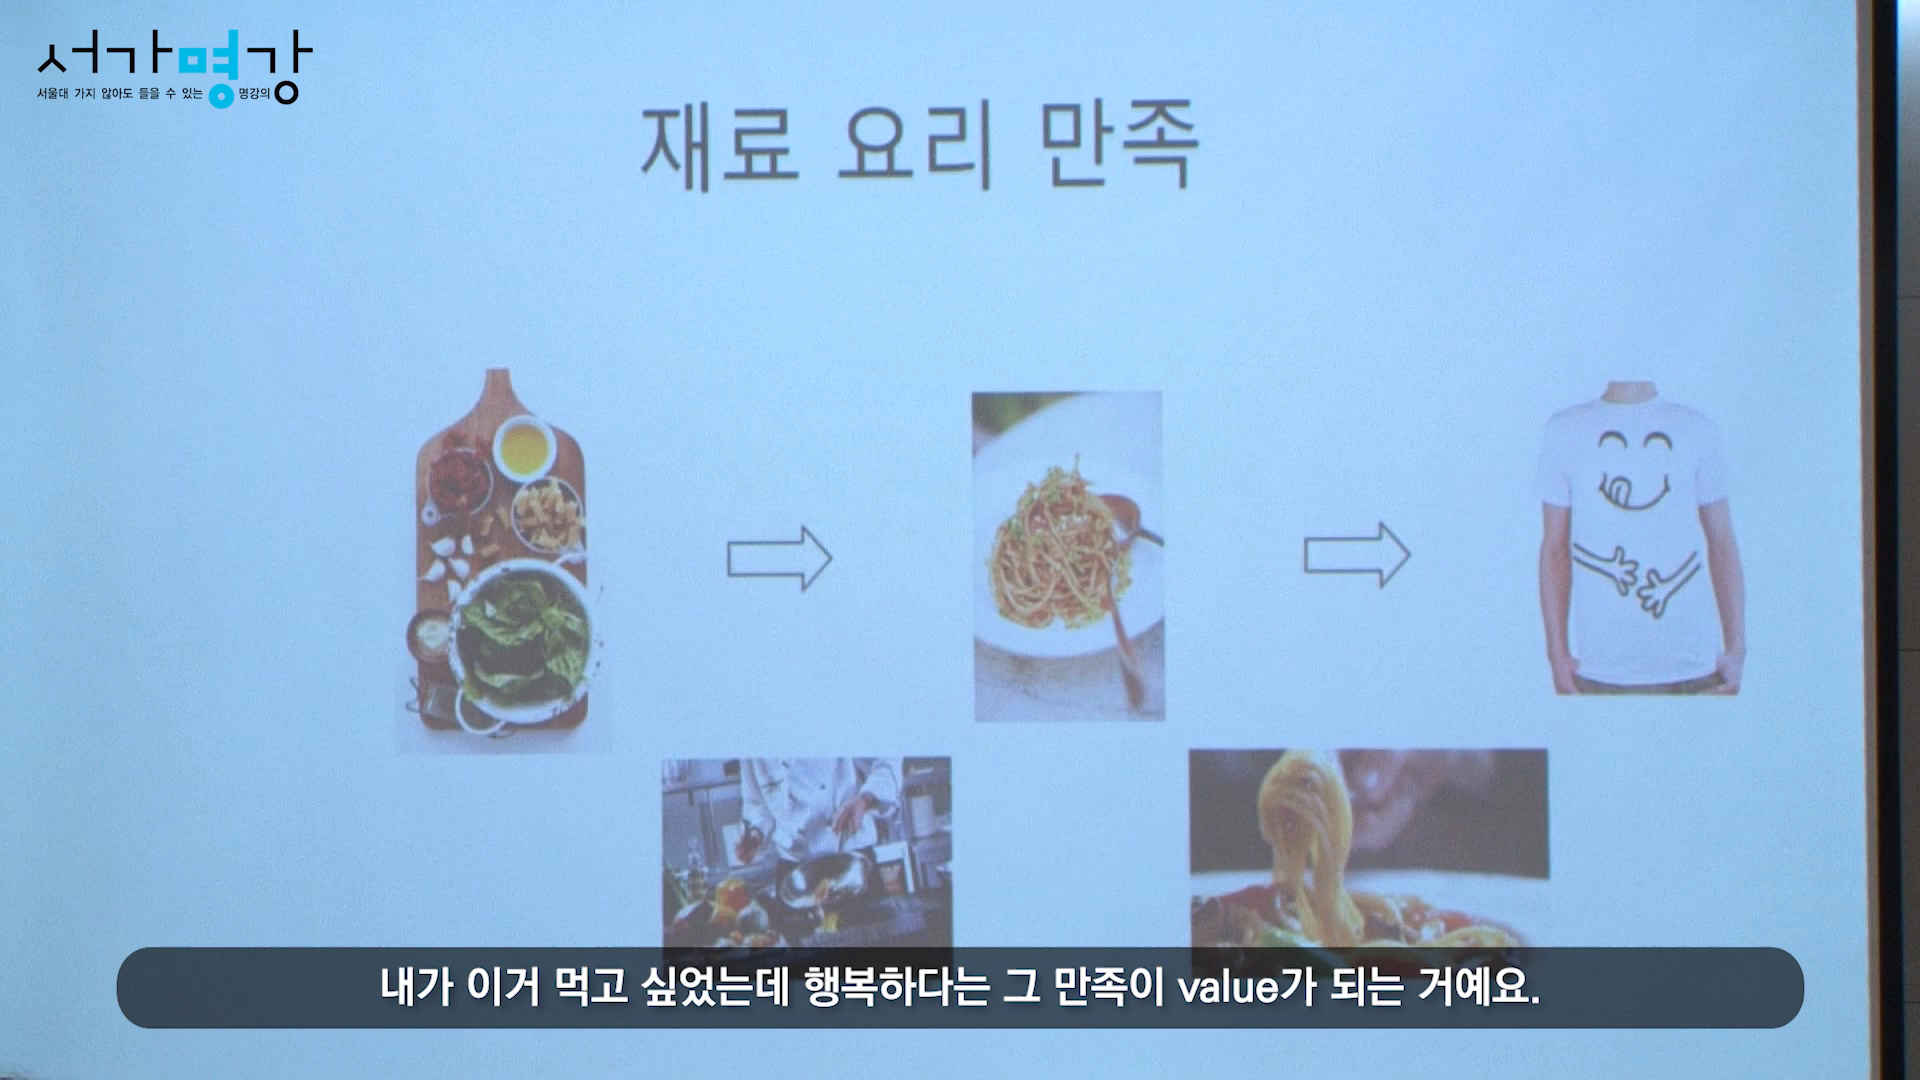 서가명강
서울대 가지 않아도 들을 수 있는 명강의
재료 요리 만족
내가 이거 먹고 싶었는데 행복하다는 그 만족이 value가 되는 거예요.